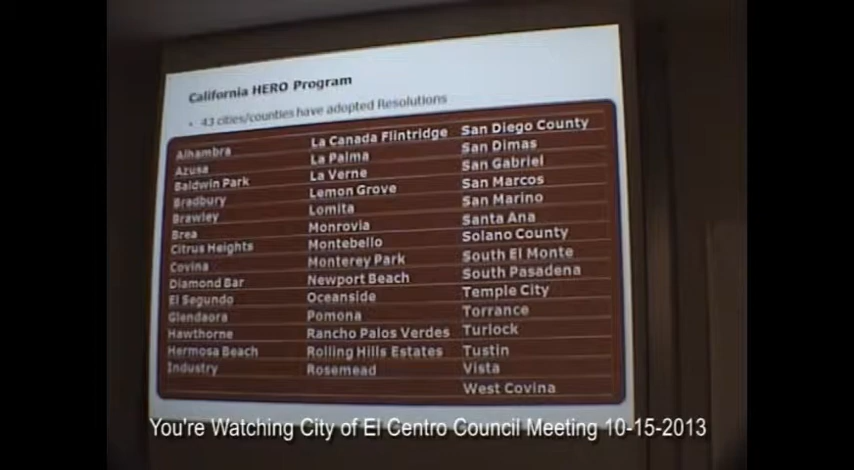 California HERO Program
• 43 cities/counties have adopted Resolutions
Alhambra
Azusa
Baldwin Park
Bradbury
Brawley
Brea
Citrus Heights
Covina
Diamond Bar
El Segundo
Glendaora
Hawthorne
Hermosa Beach
Industry
La Canada Flintridge
La Palma
La Verne
Lemon Grove
Lomita
Monrovia
Montebello
Monterey Park
Newport Beach
Oceanside
Pomona
Rancho Palos Verdes
Rolling Hills Estates
Rosemead
San Diego County
San Dimas
San Gabriel
San Marcos
San Marino
Santa Ana
Solano County
South El Monte
South Pasadena
Temple City
Torrance
Turlock
Tustin
Vista
West Covina
You're Watching City of El Centro Council Meeting 10-15-2013